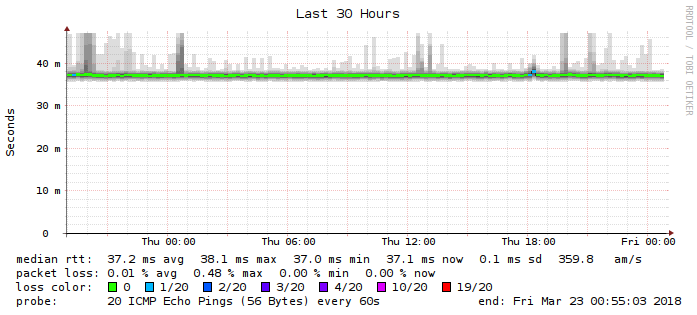 Last 30 Hours
RRDTOOL / TOBI OETIKER
Seconds
40 m
30 m
20 m
10 m
0
Thu 00:00 Thu 06:00 Thu 12:00 Thu 18:00 Fri 00:00
median rtt: 37.2 ms avg 38.1 ms max 37.0 ms min 37.1 ms now 0.1 ms sd 359.8 am/s
packet loss: 0.01 % avg 0.48 % max 0.00 % min 0.00 % now
loss color: 0 1/20 2/20 3/20 4/20 10/20 19/20
probe: 20 ICMP Echo Pings (56 Bytes) every 60s end: Fri Mar 23 00:55:03 2018